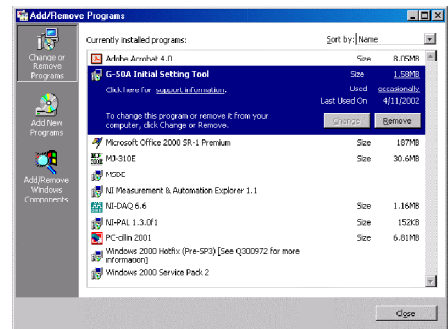 Add/Remove Programs
Change or
Remove
Programs
Add New
Programs
Add/Remove
Windows
Components
Currently installed programs:
Sort by: Name
Adobe Acrobat 4.0 Size 8.05MB
G-50A Initial Setting Tool Size 1.58MB
Click here for support information. Used occasionally
Last Used On 4/11/2002
To change this program or remove it from your
computer, click Change or Remove.
Change Remove
Microsoft Office 2000 SR-1 Premium Size 187MB
MJ-310E Size 30.6MB
MSDE
NI Measurement & Automation Explorer 1.1
NI-DAQ 6.6 Size 1.16MB
NI-PAL 1.3.0f1 Size 152KB
PC-cillin 2001 Size 6.81MB
Windows 2000 Hotfix (Pre-SP3) [See Q300972 for more
information]
Windows 2000 Service Pack 2
Close